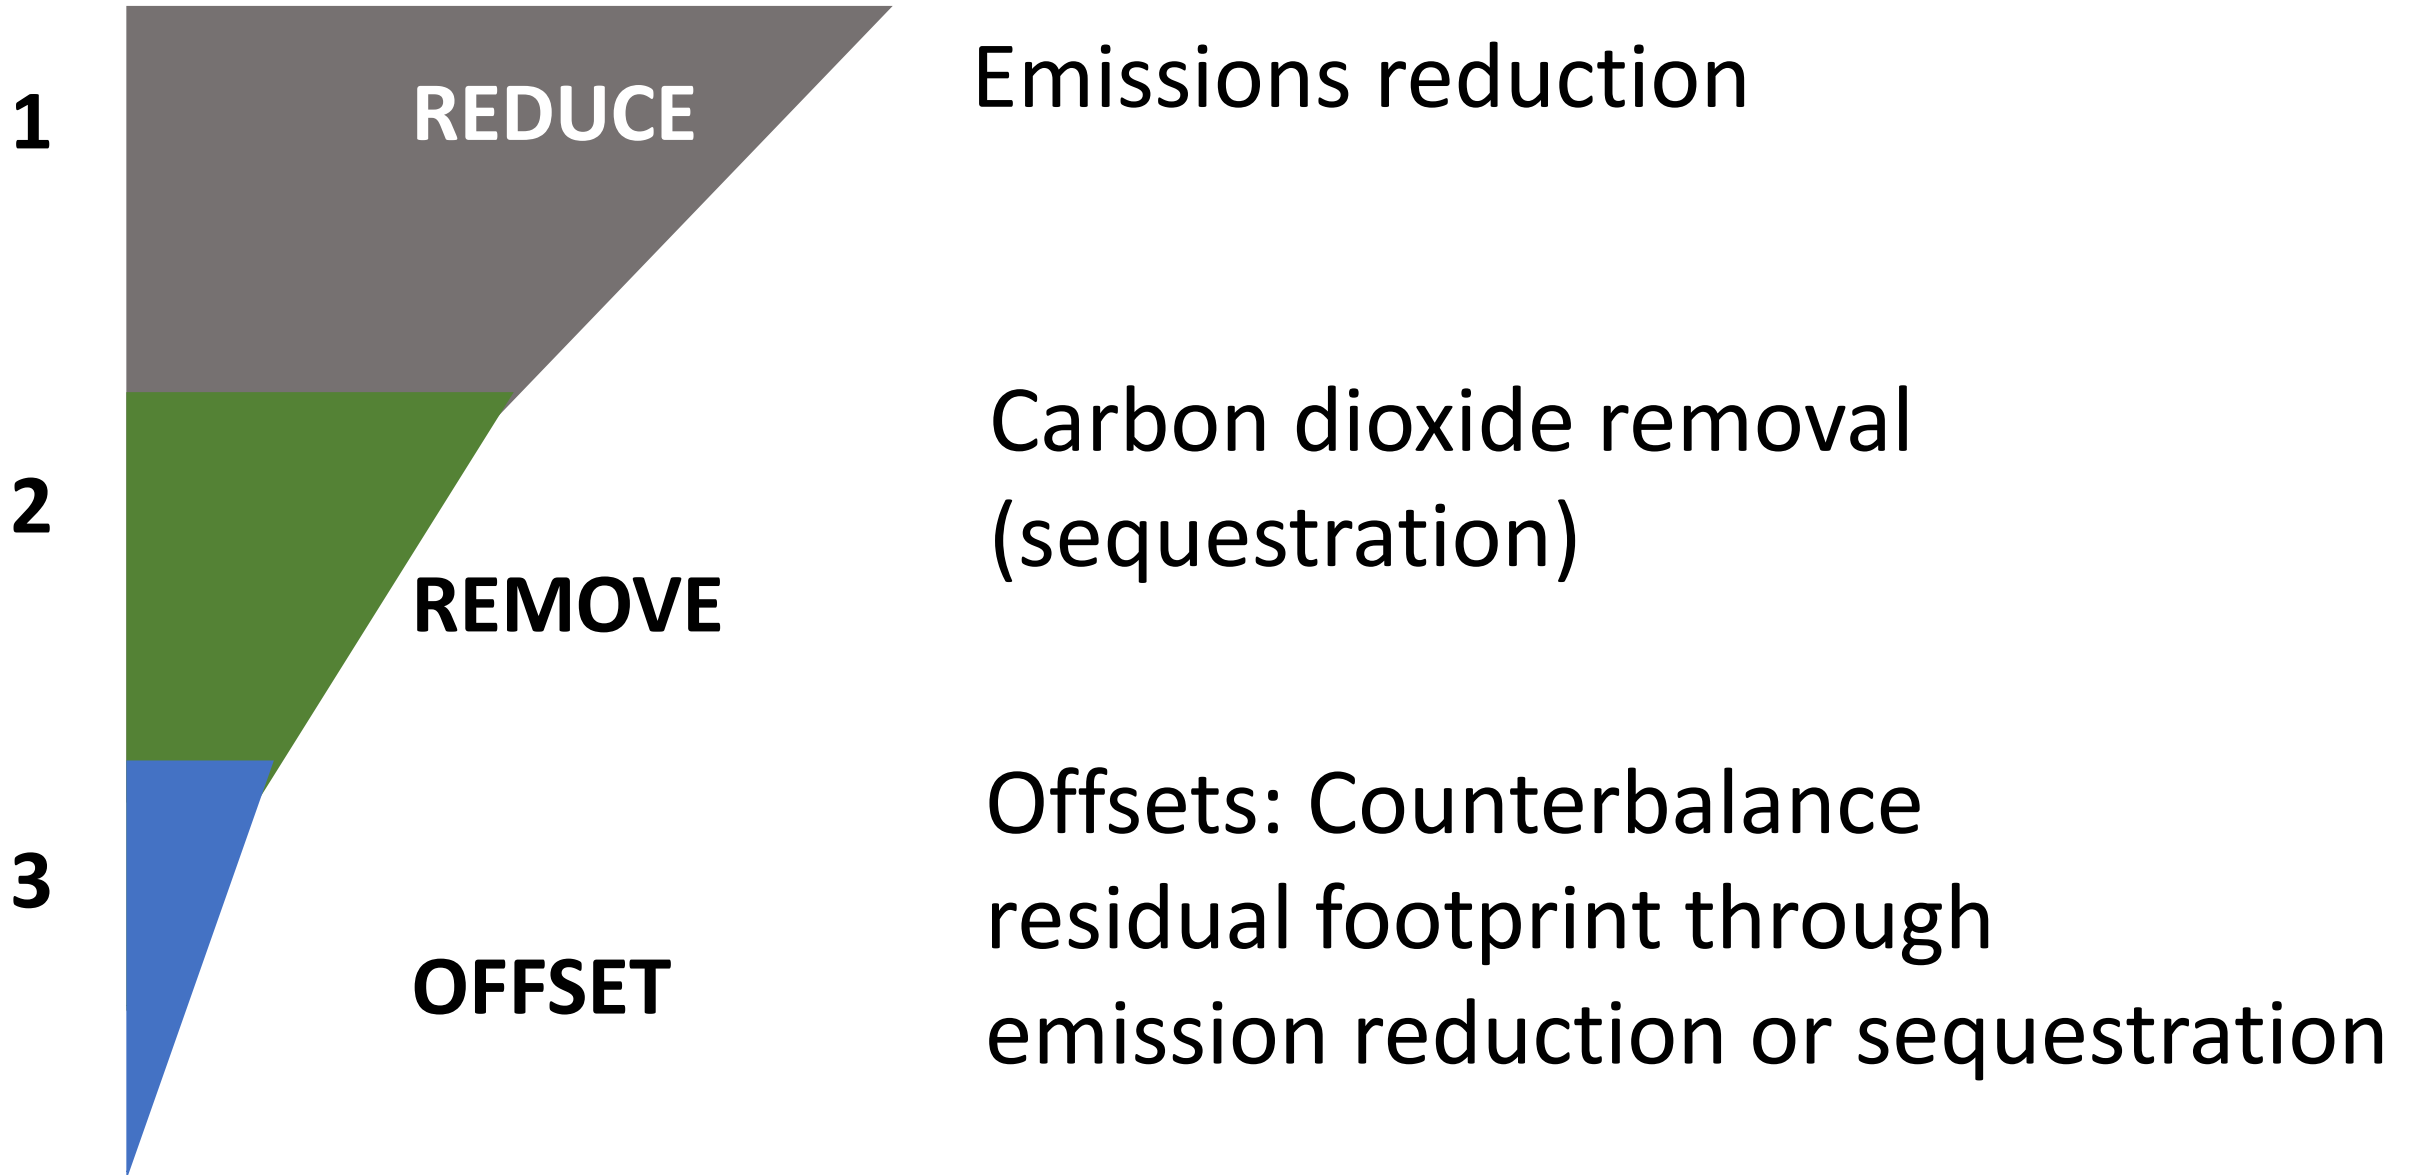 1
REDUCE
Emissions reduction
2
REMOVE
Carbon dioxide removal
(sequestration)
3
OFFSET
Offsets: Counterbalance
residual footprint through
emission reduction or sequestration